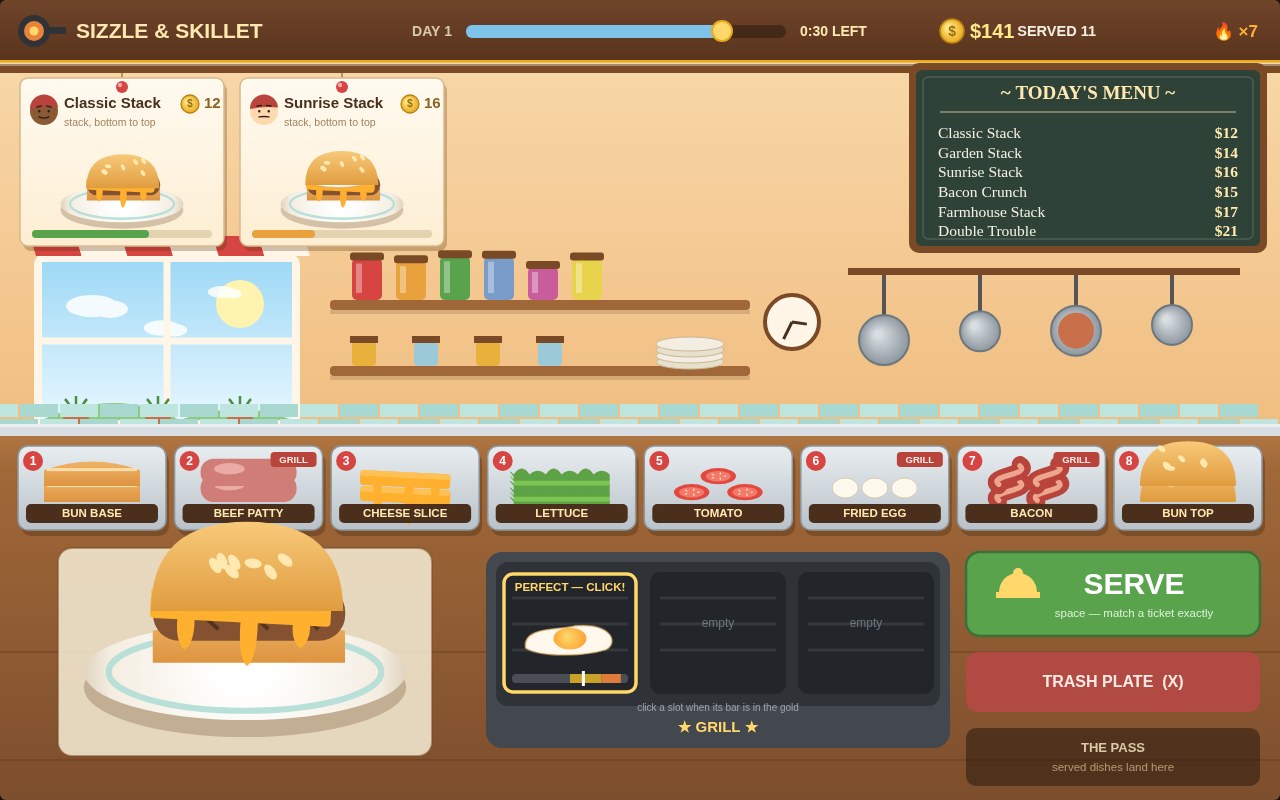 SIZZLE & SKILLET
DAY 1
0:30 LEFT
$ $141 SERVED 11
×7
Classic Stack $ 12
stack, bottom to top
Sunrise Stack $ 16
stack, bottom to top
~ TODAY'S MENU ~
Classic Stack $12
Garden Stack $14
Sunrise Stack $16
Bacon Crunch $15
Farmhouse Stack $17
Double Trouble $21
1 BUN BASE
2 GRILL BEEF PATTY
3 CHEESE SLICE
4 LETTUCE
5 TOMATO
6 GRILL FRIED EGG
7 GRILL BACON
8 BUN TOP
PERFECT — CLICK!
empty
empty
click a slot when its bar is in the gold
★ GRILL ★
SERVE
space — match a ticket exactly
TRASH PLATE (X)
THE PASS
served dishes land here